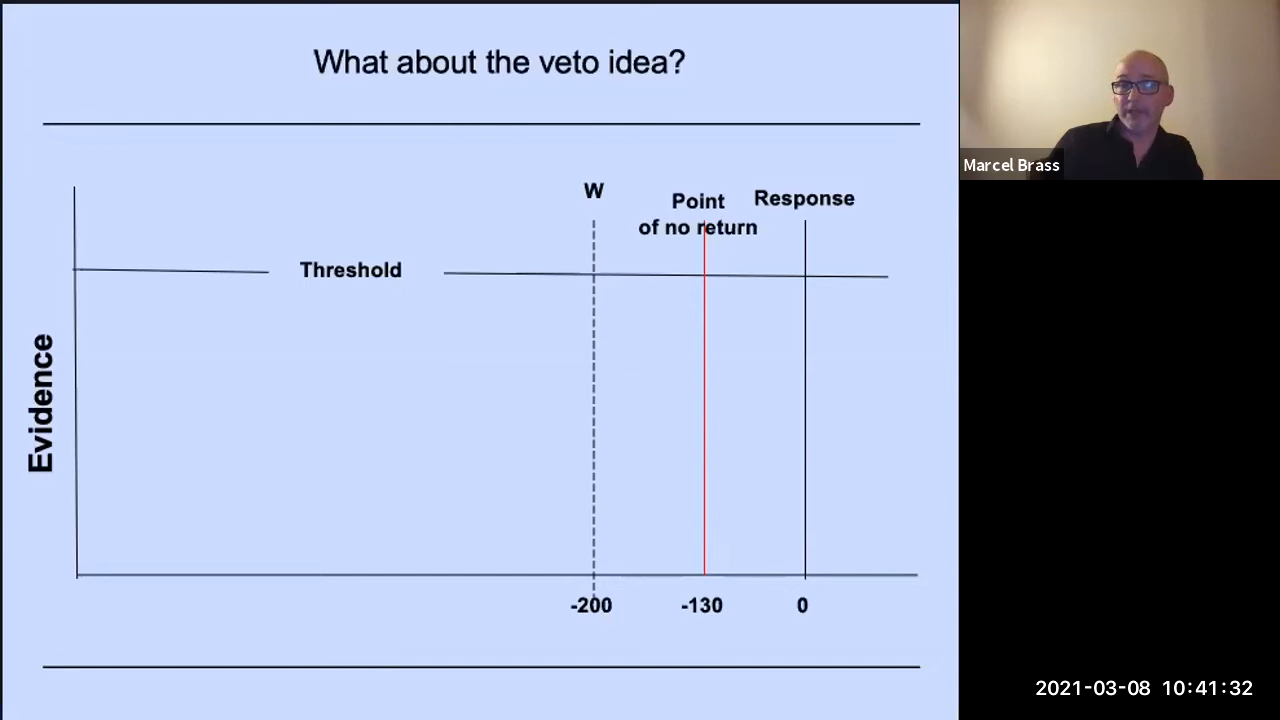 What about the veto idea?
W
Point
of no return
Response
Threshold
Evidence
-200
-130
0
Marcel Brass
2021-03-08 10:41:32